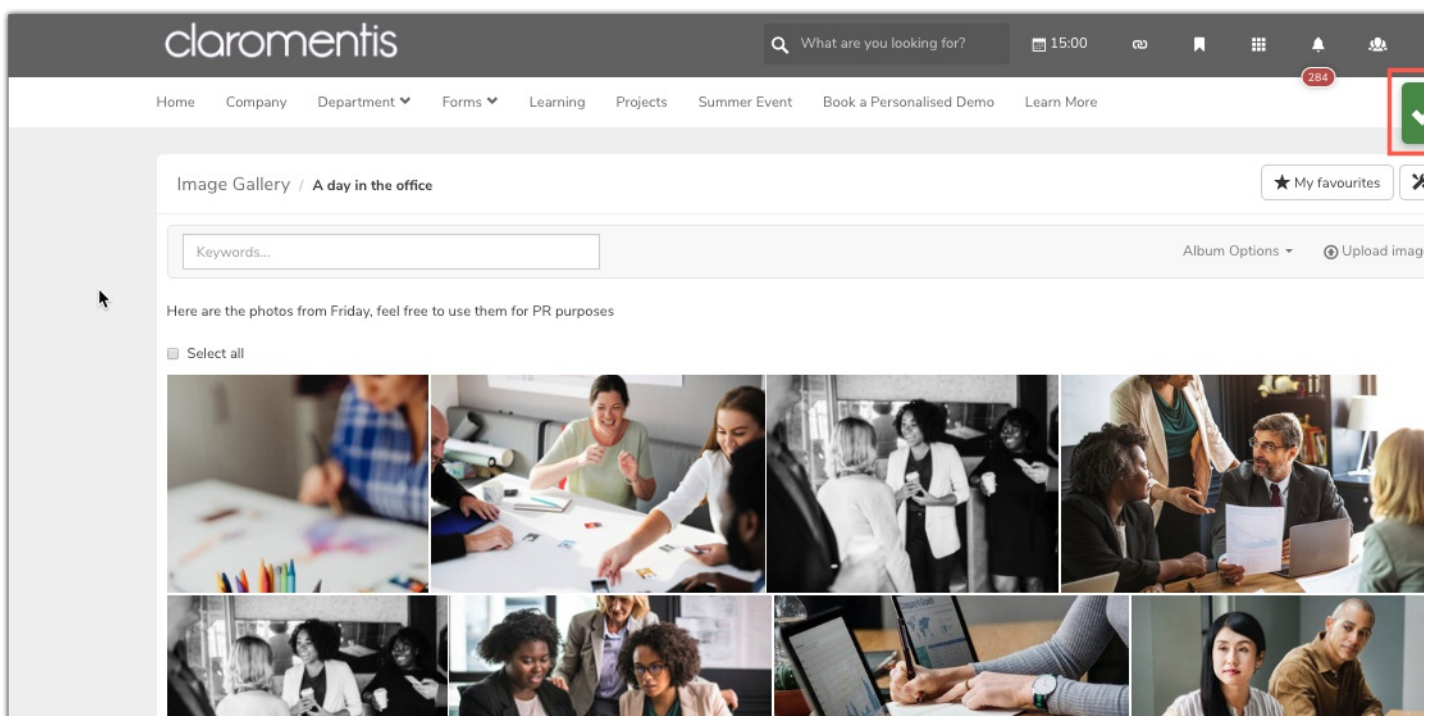 claromentis
What are you looking for?
15:00
284
Home Company Department Forms Learning Projects Summer Event Book a Personalised Demo Learn More
Image Gallery / A day in the office
My favourites
Keywords...
Album Options
Upload imag
Here are the photos from Friday, feel free to use them for PR purposes
Select all